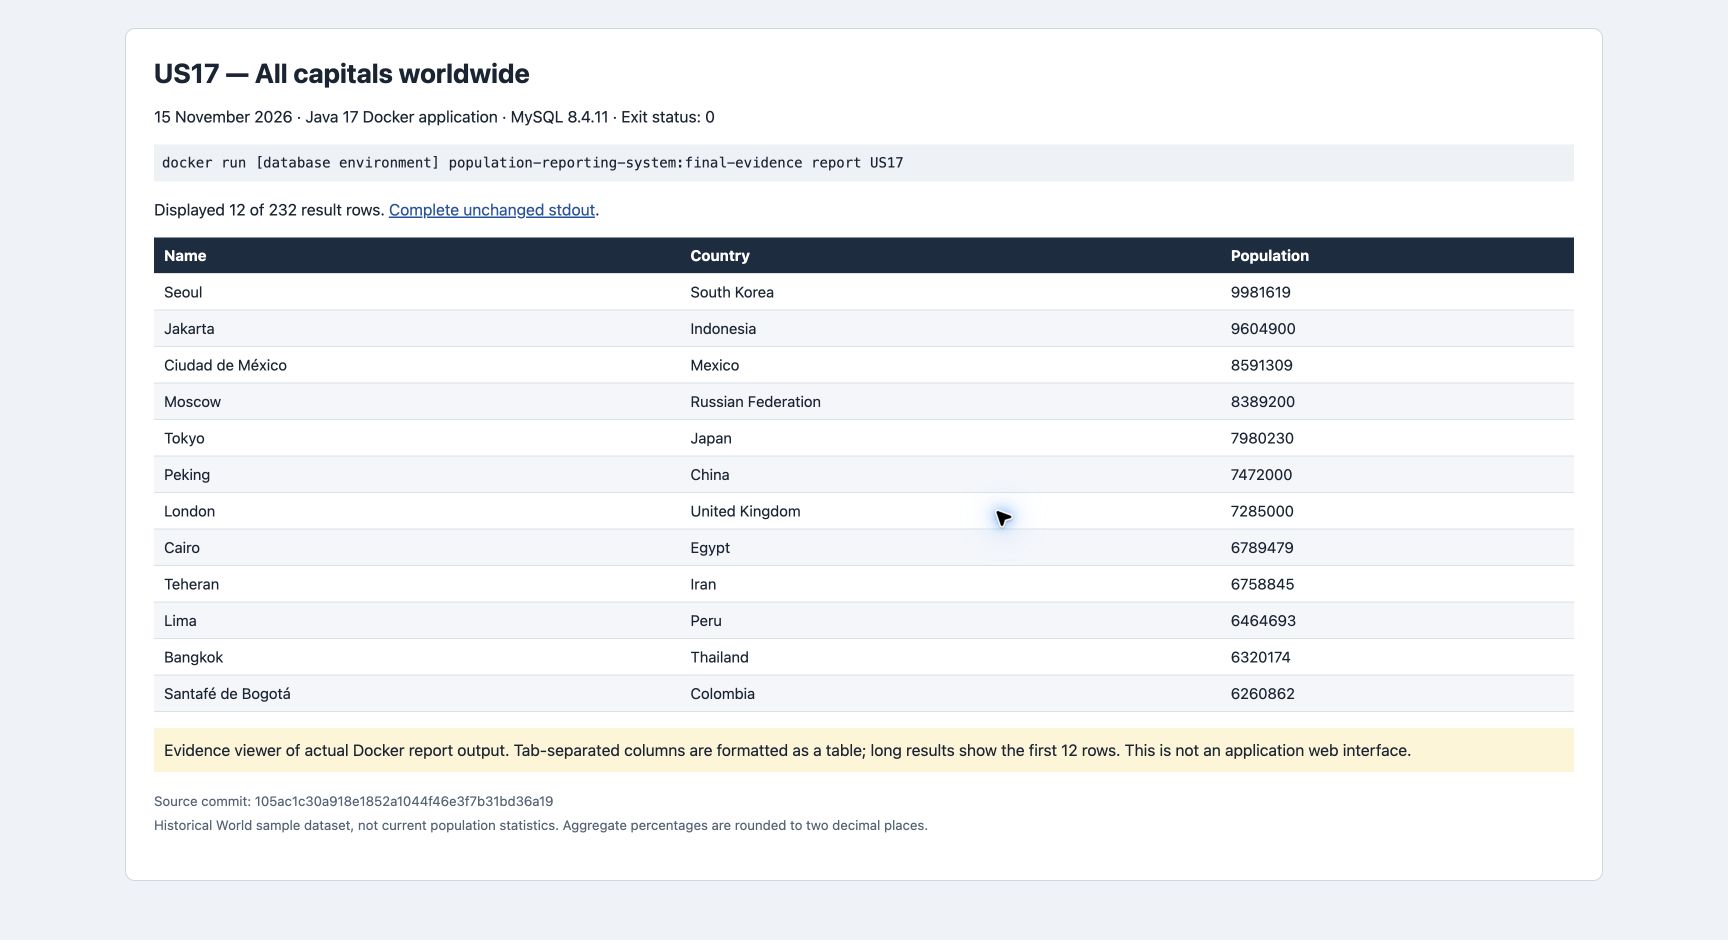 US17 — All capitals worldwide
15 November 2026 · Java 17 Docker application · MySQL 8.4.11 · Exit status: 0
docker run [database environment] population-reporting-system:final-evidence report US17
Displayed 12 of 232 result rows. Complete unchanged stdout.
Name Country Population
Seoul South Korea 9981619
Jakarta Indonesia 9604900
Ciudad de México Mexico 8591309
Moscow Russian Federation 8389200
Tokyo Japan 7980230
Peking China 7472000
London United Kingdom 7285000
Cairo Egypt 6789479
Teheran Iran 6758845
Lima Peru 6464693
Bangkok Thailand 6320174
Santafé de Bogotá Colombia 6260862
Evidence viewer of actual Docker report output. Tab-separated columns are formatted as a table; long results show the first 12 rows. This is not an application web interface.
Source commit: 105ac1c30a918e1852a1044f46e3f7b31bd36a19
Historical World sample dataset, not current population statistics. Aggregate percentages are rounded to two decimal places.